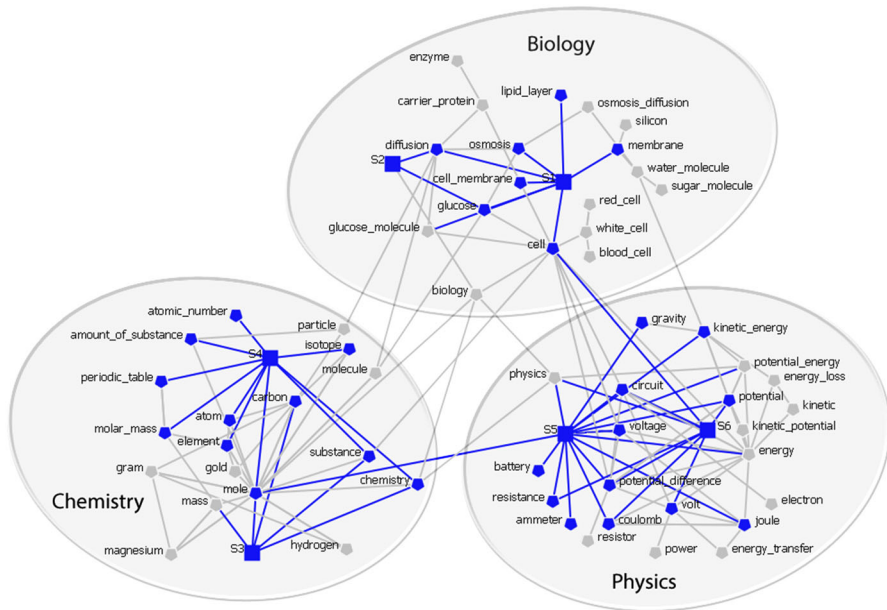 Biology
enzyme
lipid_layer
carrier_protein
osmosis_diffusion
silicon
diffusion
osmosis
membrane
S2
cell_membrane
S1
water_molecule
sugar_molecule
glucose
red_cell
glucose_molecule
white_cell
cell
blood_cell
biology
atomic_number
particle
amount_of_substance
isotope
S4
molecule
periodic_table
carbon
atom
molar_mass
element
substance
gram
gold
chemistry
Chemistry
mole
mass
magnesium
S3
hydrogen
gravity
kinetic_energy
physics
potential_energy
energy_loss
circuit
potential
kinetic
S5
voltage
S6
kinetic_potential
energy
battery
potential_difference
resistance
volt
electron
ammeter
coulomb
joule
resistor
power
energy_transfer
Physics